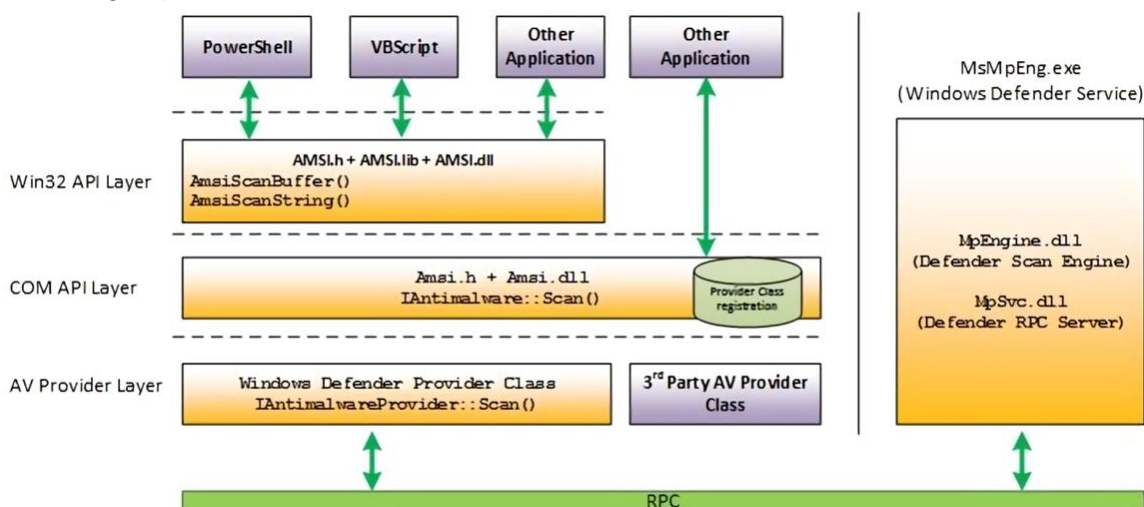 PowerShell
VBScript
Other
Application
Other
Application
MsMpEng.exe
(Windows Defender Service)
Win32 API Layer
AMSI.h + AMSI.lib + AMSI.dll
AmsiScanBuffer()
AmsiScanString()
COM API Layer
Amsi.h + Amsi.dll
IAntimalware::Scan()
Provider Class
registration
MpEngine.dll
(Defender Scan Engine)
MpSvc.dll
(Defender RPC Server)
AV Provider Layer
Windows Defender Provider Class
IAntimalwareProvider::Scan()
3rd Party AV Provider
Class
RPC